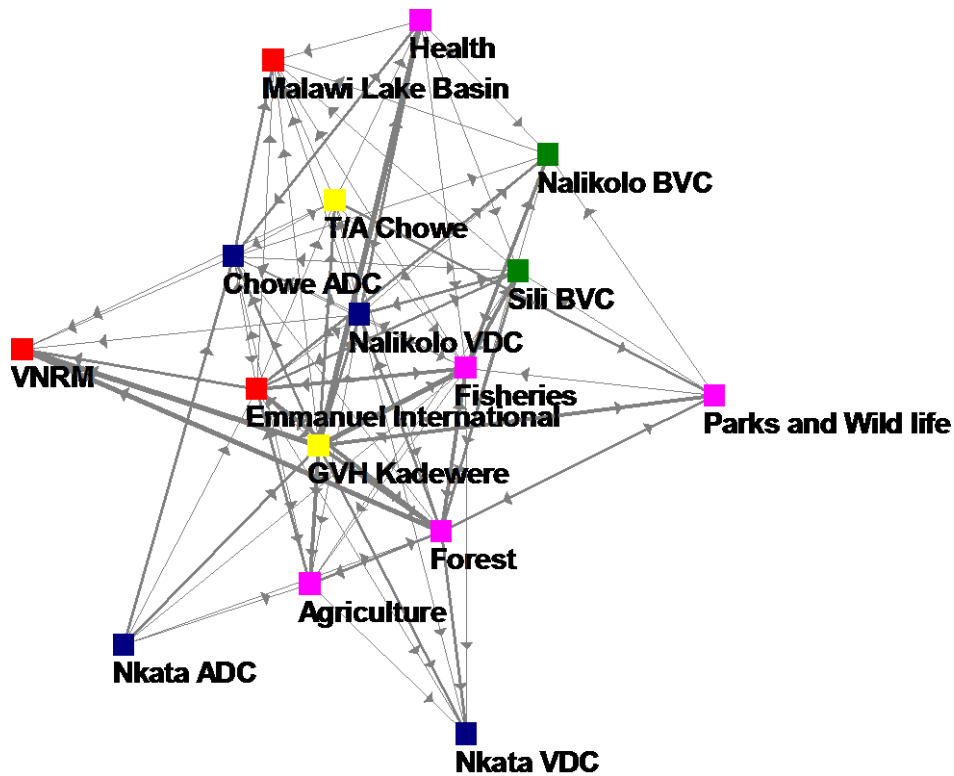 Health
Malawi Lake Basin
Nalikolo BVC
T/A Chowe
Chowe ADC
Sili BVC
Nalikolo VDC
VNRM
Fisheries
Emmanuel International
Parks and Wild life
GVH Kadewere
Forest
Agriculture
Nkata ADC
Nkata VDC